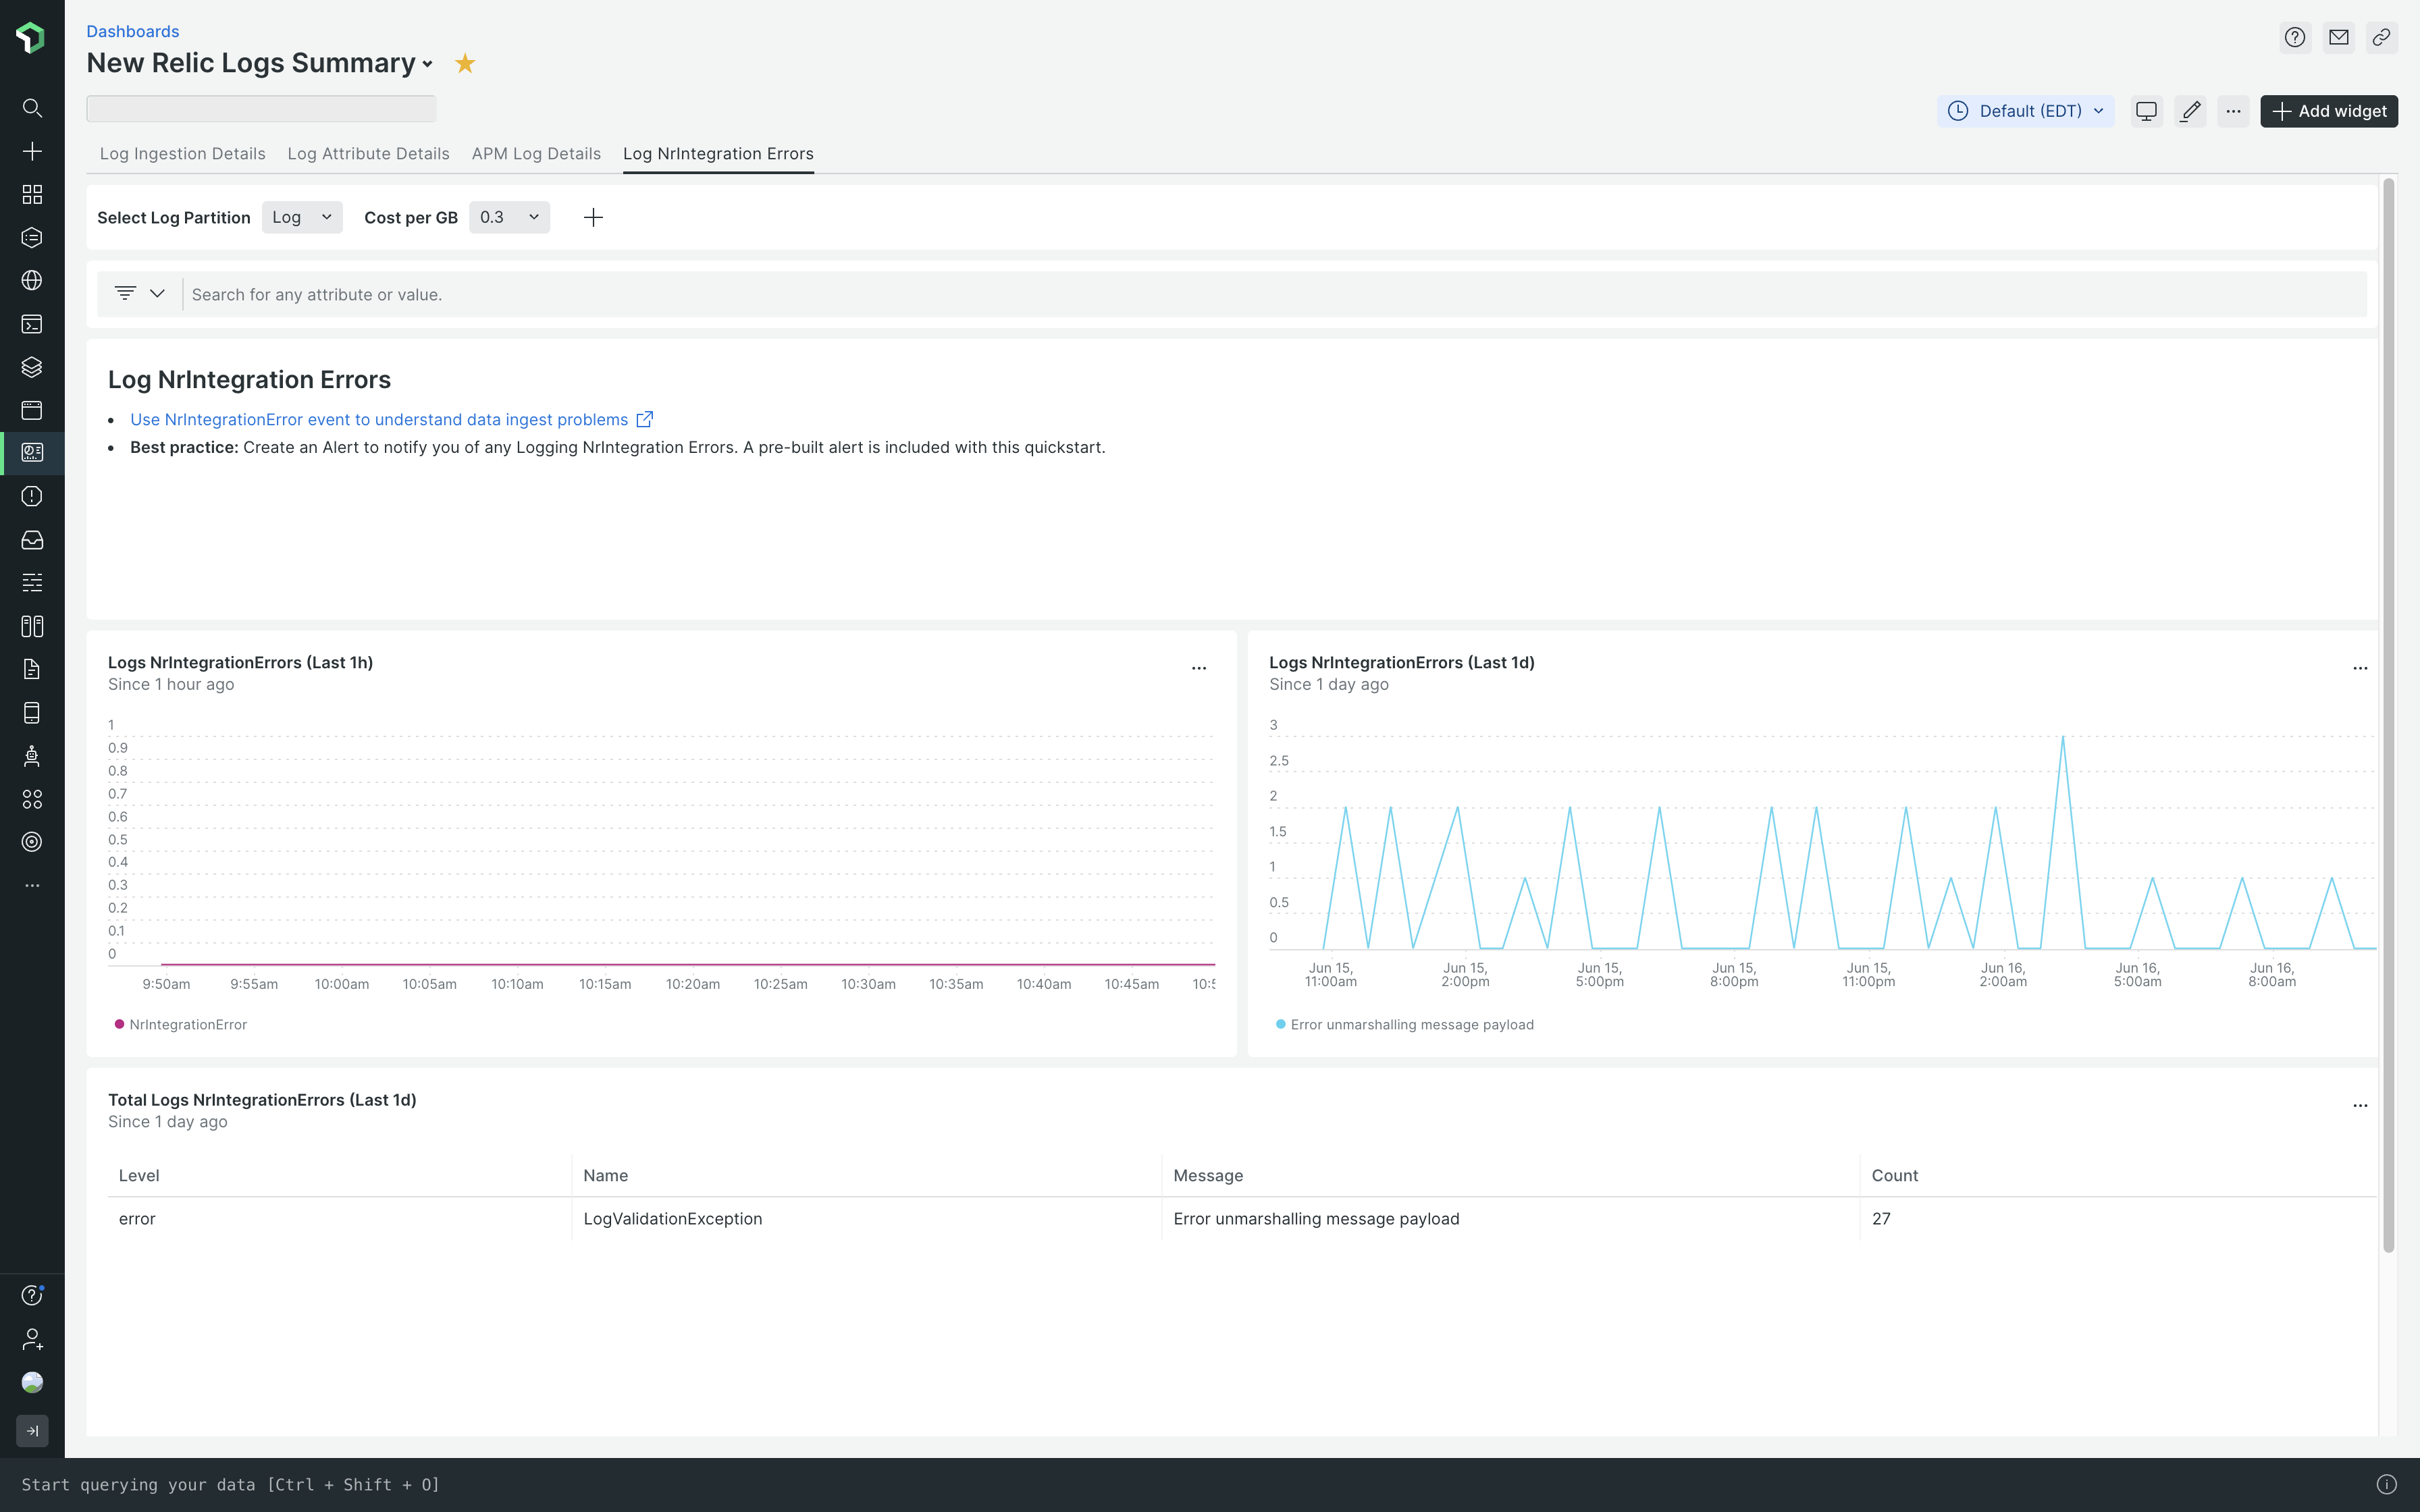 Dashboards
New Relic Logs Summary
Default (EDT)
Add widget
Log Ingestion Details Log Attribute Details APM Log Details Log NrIntegration Errors
Select Log Partition Log Cost per GB 0.3
Search for any attribute or value.
Log NrIntegration Errors
Use NrIntegrationError event to understand data ingest problems
Best practice: Create an Alert to notify you of any Logging NrIntegration Errors. A pre-built alert is included with this quickstart.
Logs NrIntegrationErrors (Last 1h)
Since 1 hour ago
1
0.9
0.8
0.7
0.6
0.5
0.4
0.3
0.2
0.1
0
9:50am 9:55am 10:00am 10:05am 10:10am 10:15am 10:20am 10:25am 10:30am 10:35am 10:40am 10:45am
NrIntegrationError
Logs NrIntegrationErrors (Last 1d)
Since 1 day ago
3
2.5
2
1.5
1
0.5
0
Jun 15, Jun 15, Jun 15, Jun 15, Jun 15, Jun 16, Jun 16, Jun 16,
11:00am 2:00pm 5:00pm 8:00pm 11:00pm 2:00am 5:00am 8:00am
Error unmarshalling message payload
Total Logs NrIntegrationErrors (Last 1d)
Since 1 day ago
Level Name Message Count
error LogValidationException Error unmarshalling message payload 27
Start querying your data [Ctrl + Shift + O]